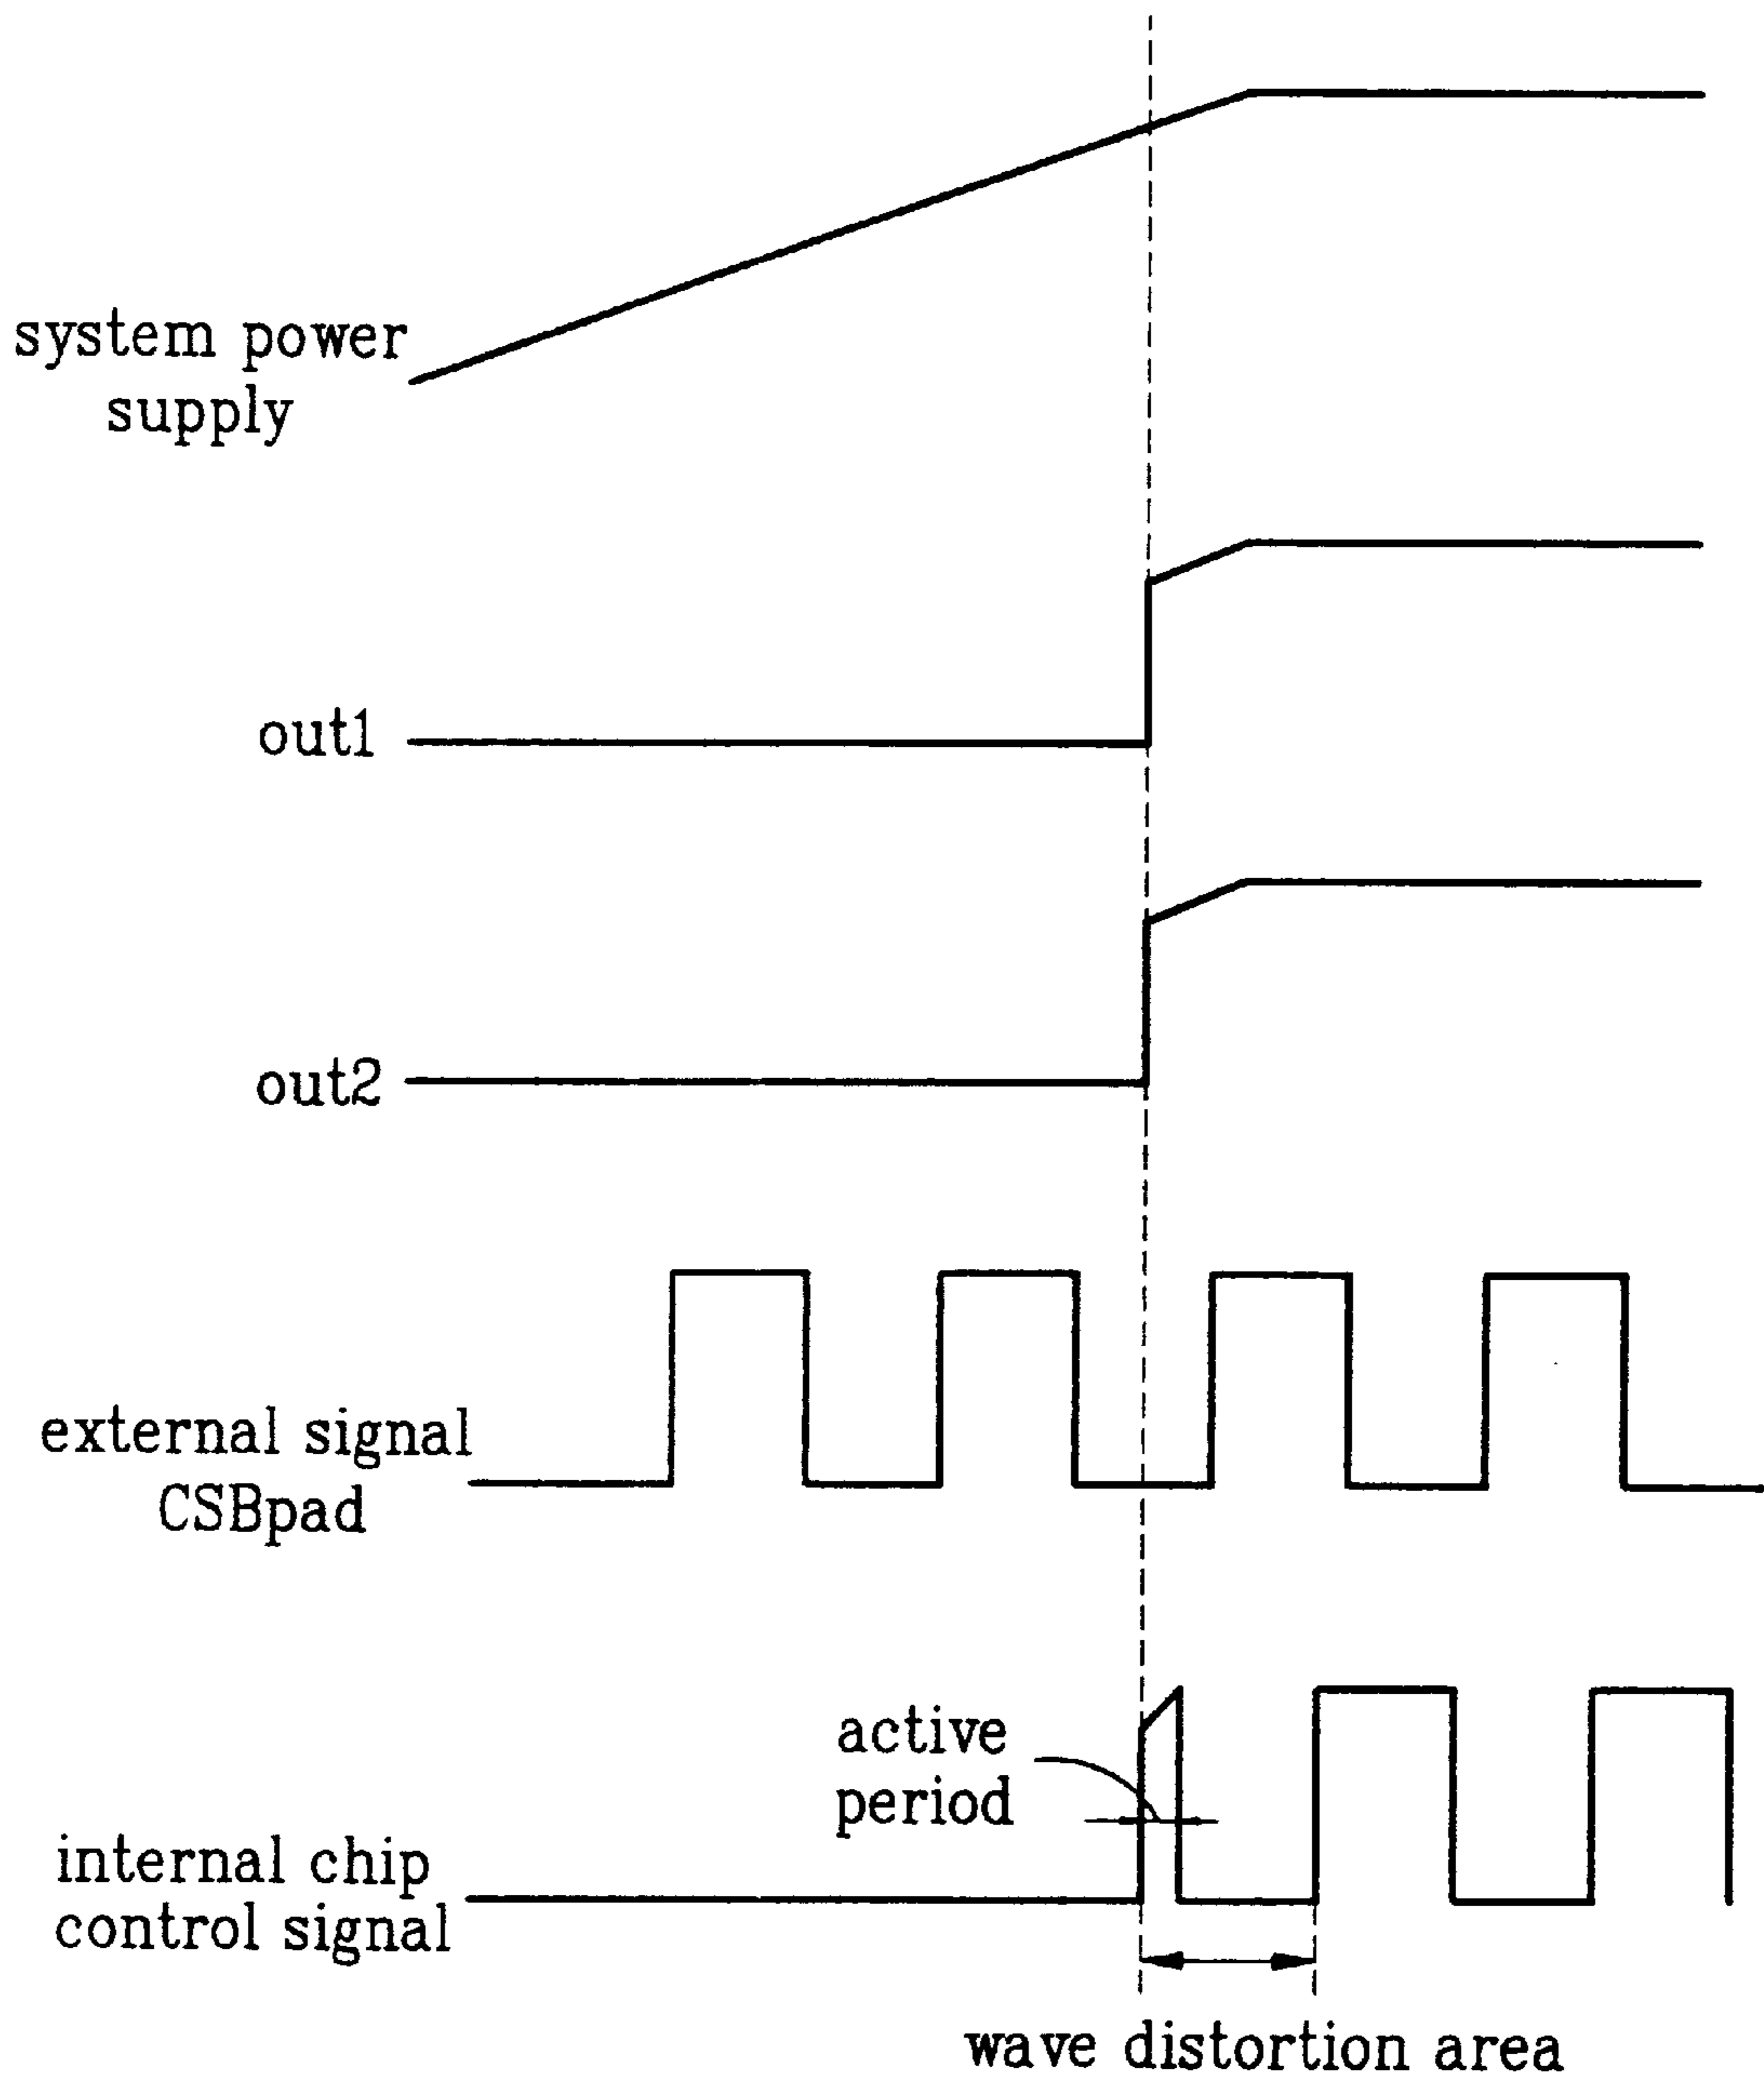 system power
supply
out1
out2
external signal
CSBpad
active
period
internal chip
control signal
wave distortion area